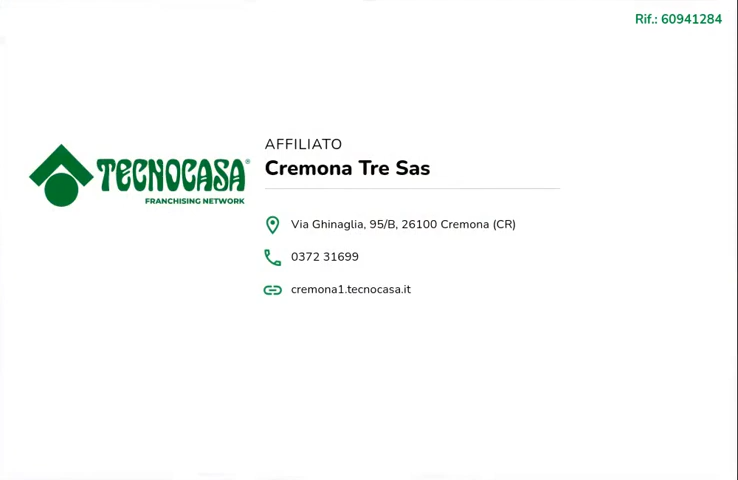 Rif.: 60941284
AFFILIATO
Cremona Tre Sas
TECNOCASA®
FRANCHISING NETWORK
Via Ghinaglia, 95/B, 26100 Cremona (CR)
0372 31699
cremona1.tecnocasa.it